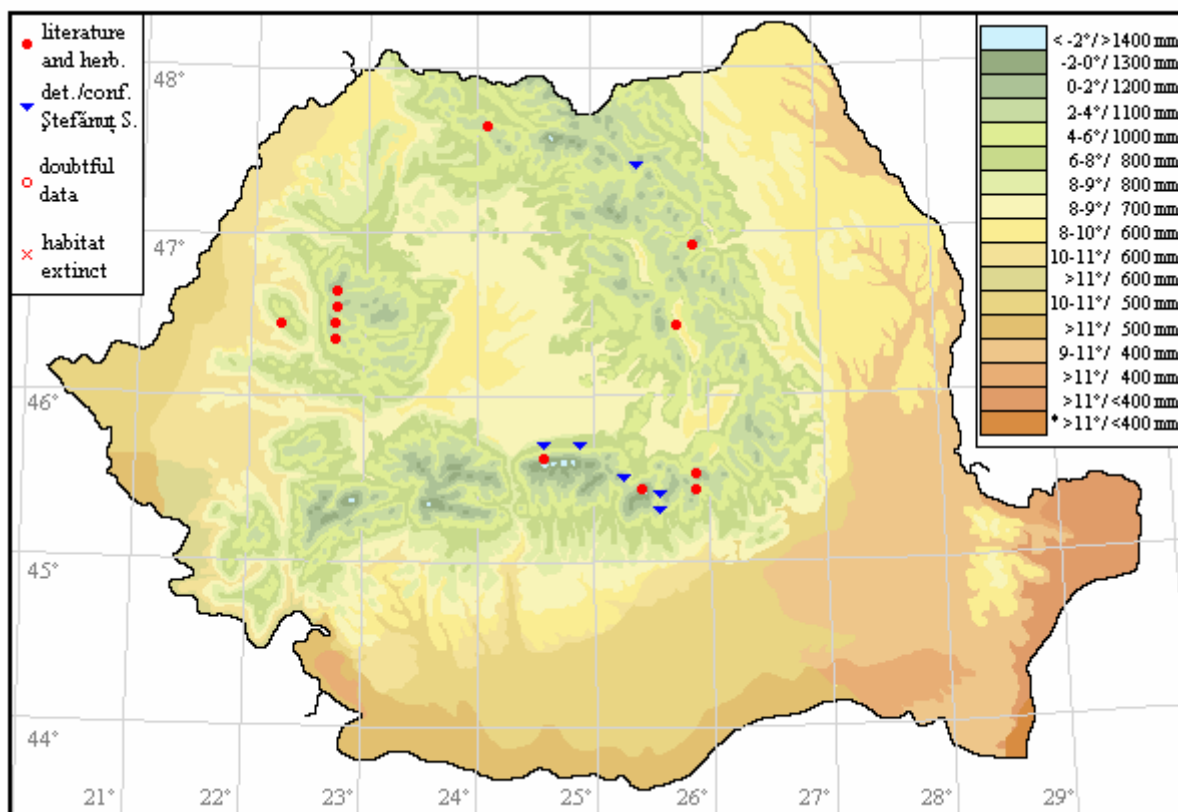 literature
and herb.
det./conf.
Ştefănuţ S.
doubtful
data
habitat
extinct
< -2°/>1400 mm
-2-0°/ 1300 mm
0-2°/ 1200 mm
2-4°/ 1100 mm
4-6°/ 1000 mm
6-8°/ 800 mm
8-9°/ 800 mm
8-9°/ 700 mm
8-10°/ 600 mm
10-11°/ 600 mm
>11°/ 600 mm
10-11°/ 500 mm
>11°/ 500 mm
9-11°/ 400 mm
>11°/ 400 mm
>11°/<400 mm
* >11°/<400 mm
48°
47°
46°
45°
44°
21°
22°
23°
24°
25°
26°
27°
28°
29°